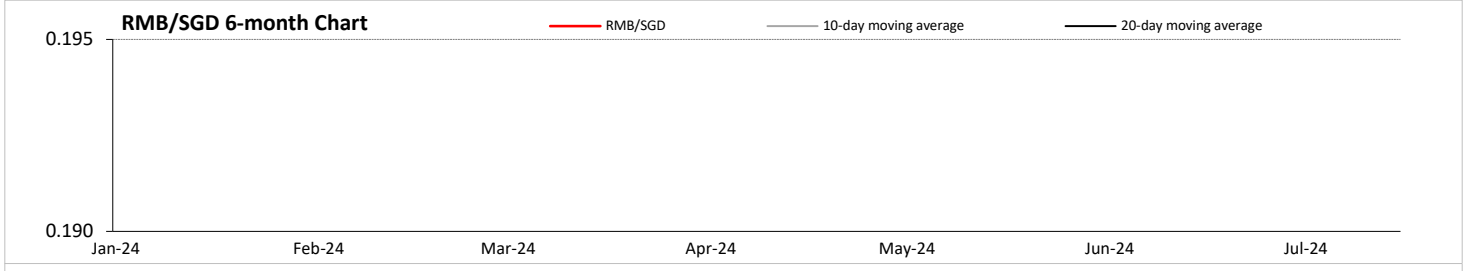 RMB/SGD 6-month Chart
RMB/SGD 10-day moving average 20-day moving average
0.195
0.190
Jan-24 Feb-24 Mar-24 Apr-24 May-24 Jun-24 Jul-24